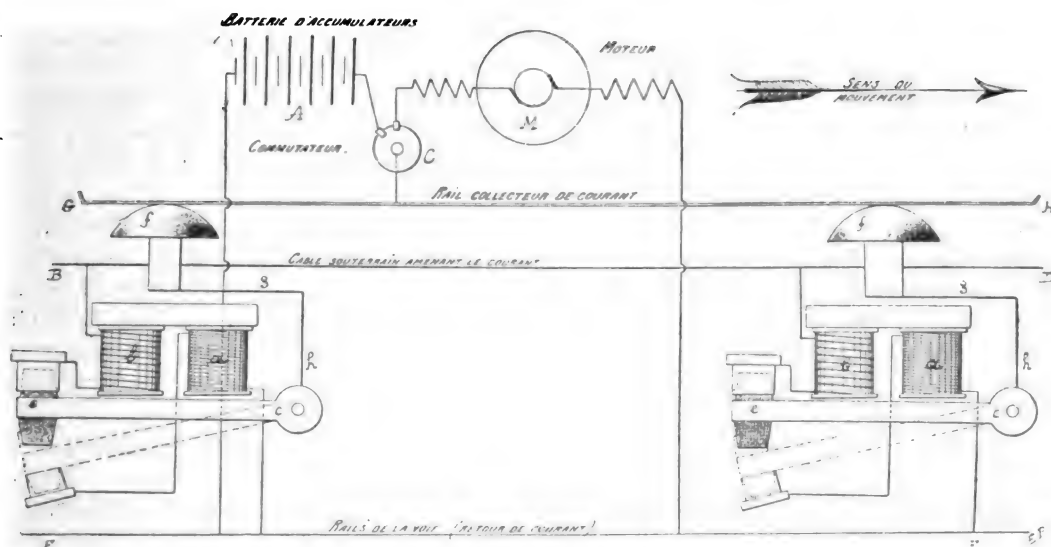 BATTERIE D'ACCUMULATEURS
MOTEUR
A
M
SENS DU
MOUVEMENT
COMMUTATEUR.
C
G
RAIL COLLECTEUR DE COURANT
H
f
f
CABLE SOUTERRAIN AMENANT LE COURANT
B
g
g
h
h
d
d
e
c
e
c
RAILS DE LA VOIE (RETOUR DE COURANT)
E